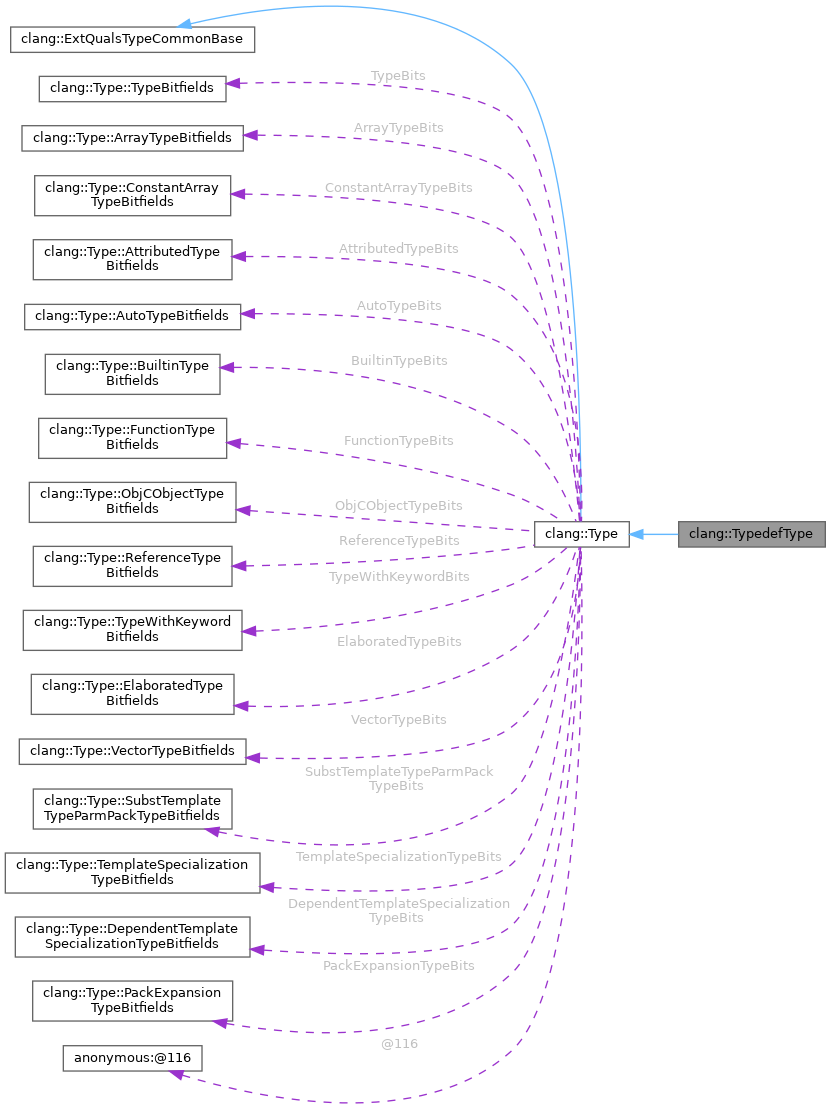 clang::ExtQualsTypeCommonBase
TypeBits
clang::Type::TypeBitfields
ArrayTypeBits
clang::Type::ArrayTypeBitfields
ConstantArrayTypeBits
clang::Type::ConstantArray
TypeBitfields
AttributedTypeBits
clang::Type::AttributedType
Bitfields
AutoTypeBits
clang::Type::AutoTypeBitfields
BuiltinTypeBits
clang::Type::BuiltinType
Bitfields
FunctionTypeBits
clang::Type::FunctionType
Bitfields
ObjCObjectTypeBits
clang::Type::ObjCObjectType
Bitfields
clang::Type
clang::TypedefType
ReferenceTypeBits
clang::Type::ReferenceType
Bitfields
TypeWithKeywordBits
clang::Type::TypeWithKeyword
Bitfields
ElaboratedTypeBits
clang::Type::ElaboratedType
Bitfields
VectorTypeBits
clang::Type::VectorTypeBitfields
SubstTemplateTypeParmPack
TypeBits
clang::Type::SubstTemplate
TypeParmPackTypeBitfields
TemplateSpecializationTypeBits
clang::Type::TemplateSpecialization
TypeBitfields
DependentTemplateSpecialization
TypeBits
clang::Type::DependentTemplate
SpecializationTypeBitfields
PackExpansionTypeBits
clang::Type::PackExpansion
TypeBitfields
@116
anonymous:@116